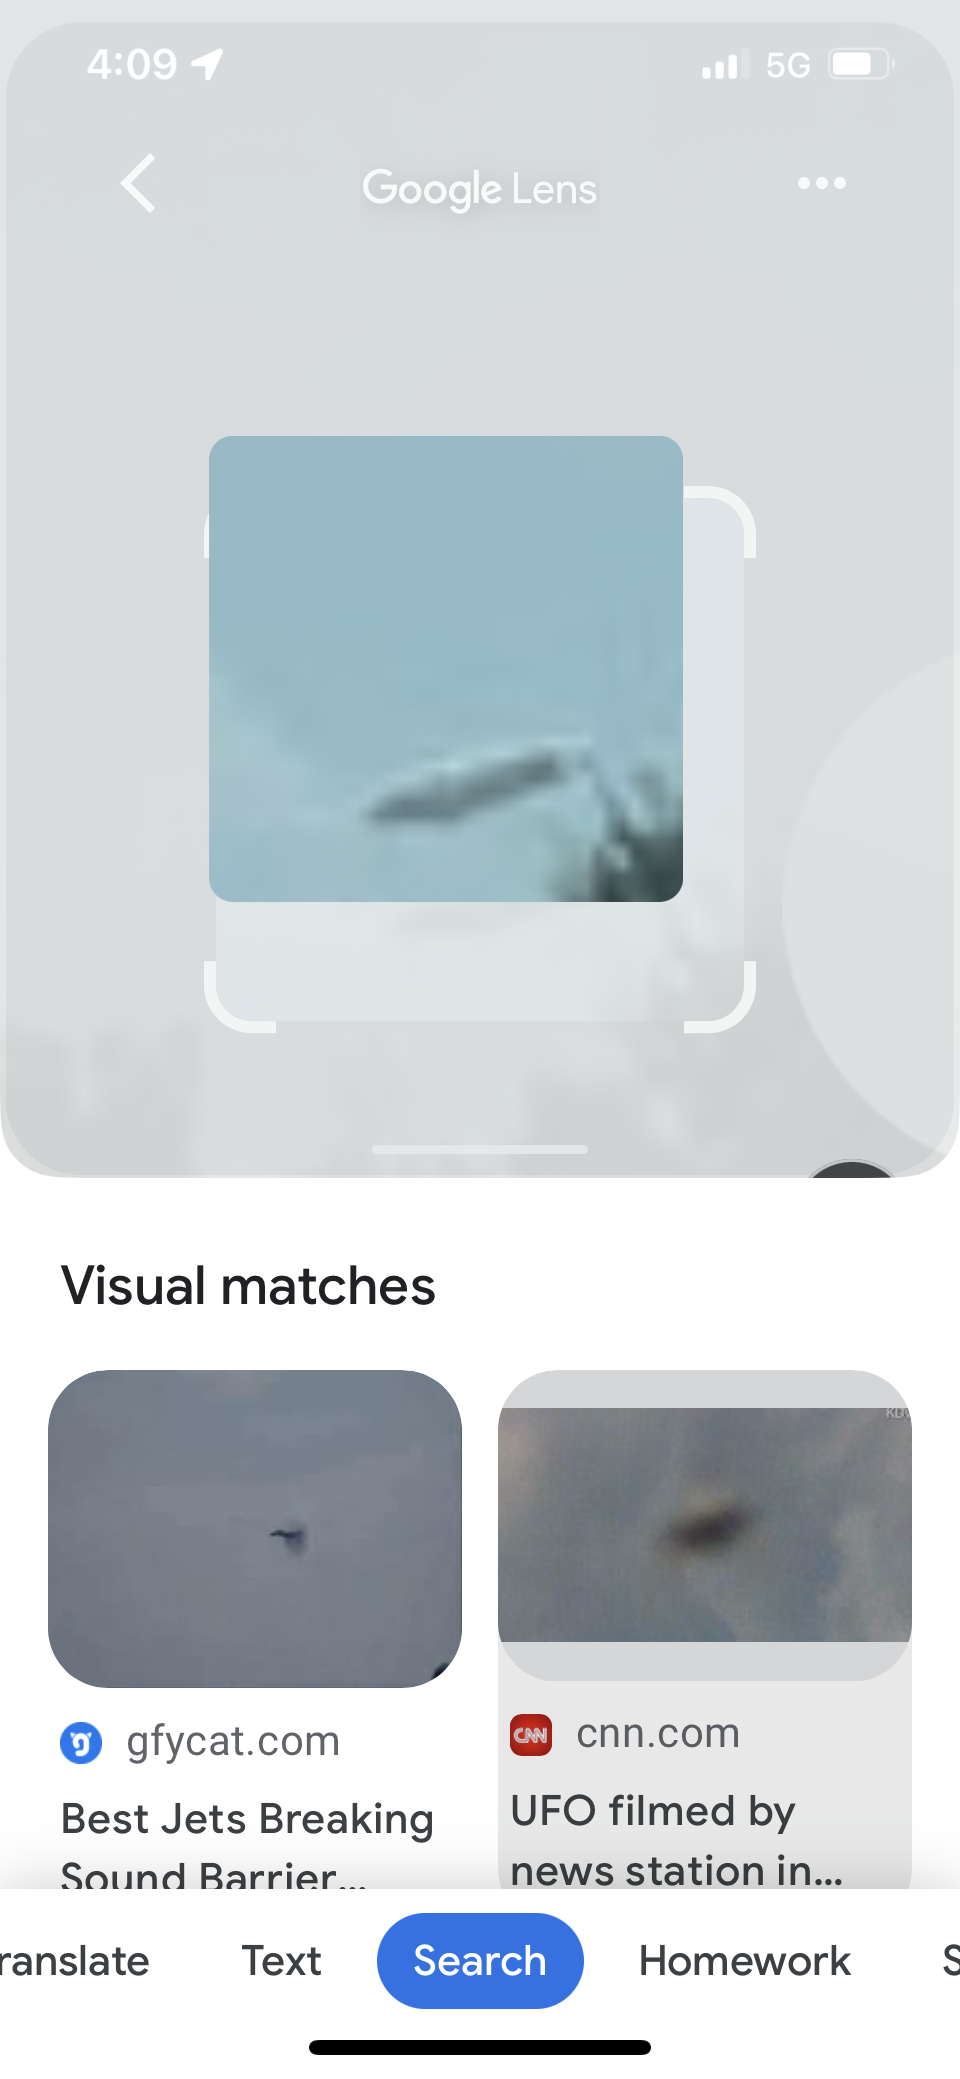 4:09 5G
Google Lens
Visual matches
gfycat.com
Best Jets Breaking
Sound Barrier...
CNN cnn.com
UFO filmed by
news station in...
ranslate Text Search Homework S